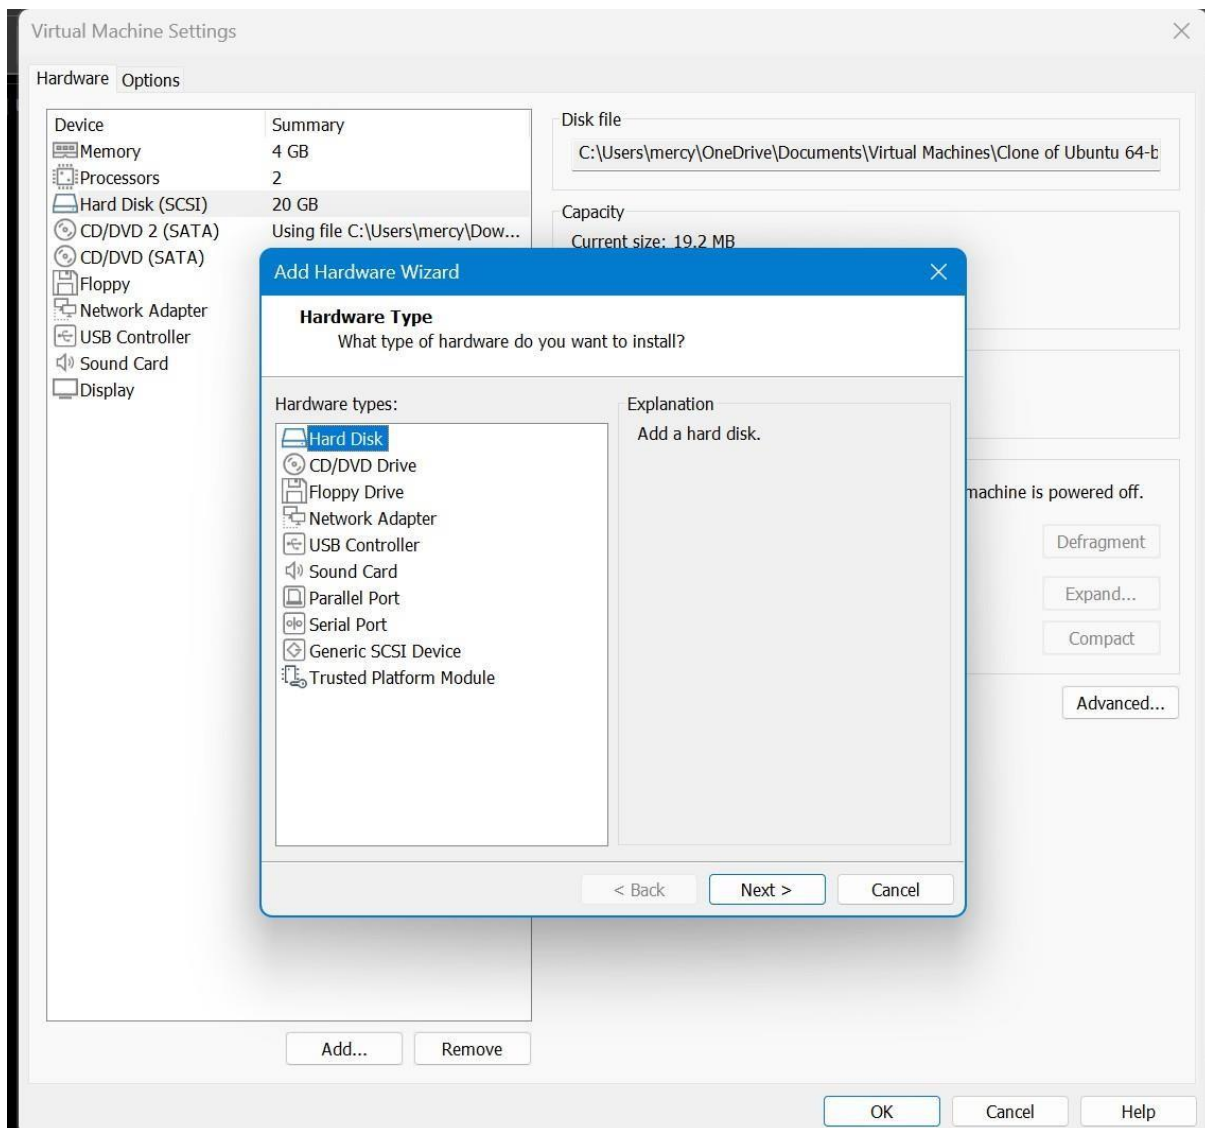 Virtual Machine Settings
Hardware Options
Device Summary
Memory 4 GB
Processors 2
Hard Disk (SCSI) 20 GB
CD/DVD 2 (SATA) Using file C:\Users\mercy\Dow...
CD/DVD (SATA)
Floppy
Network Adapter
USB Controller
Sound Card
Display
Add... Remove
Disk file
C:\Users\mercy\OneDrive\Documents\Virtual Machines\Clone of Ubuntu 64-b
Capacity
Current size: 19.2 MB
machine is powered off.
Defragment
Expand...
Compact
Advanced...
Add Hardware Wizard
Hardware Type
What type of hardware do you want to install?
Hardware types:
Hard Disk
CD/DVD Drive
Floppy Drive
Network Adapter
USB Controller
Sound Card
Parallel Port
Serial Port
Generic SCSI Device
Trusted Platform Module
Explanation
Add a hard disk.
< Back Next > Cancel
OK Cancel Help